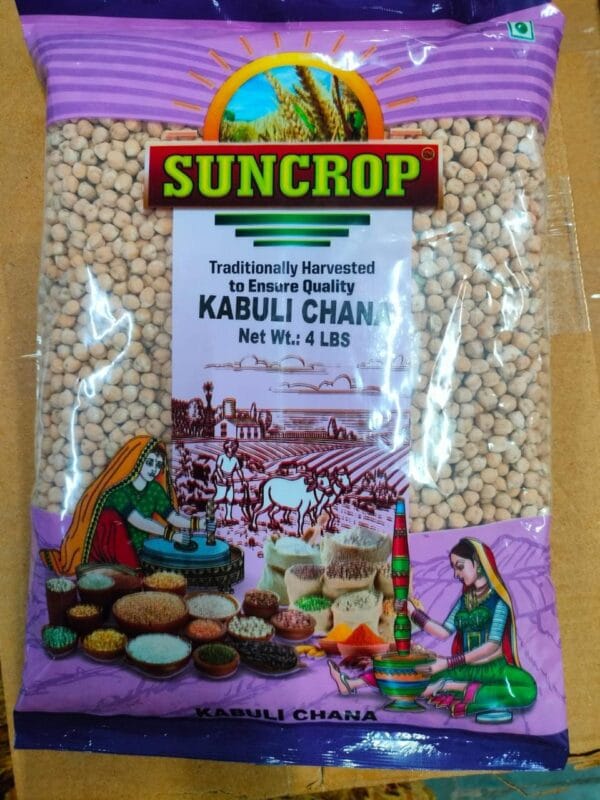 SUNCROP
Traditionally Harvested
to Ensure Quality
KABULI CHANA
Net Wt.: 4 LBS
KABULI CHANA